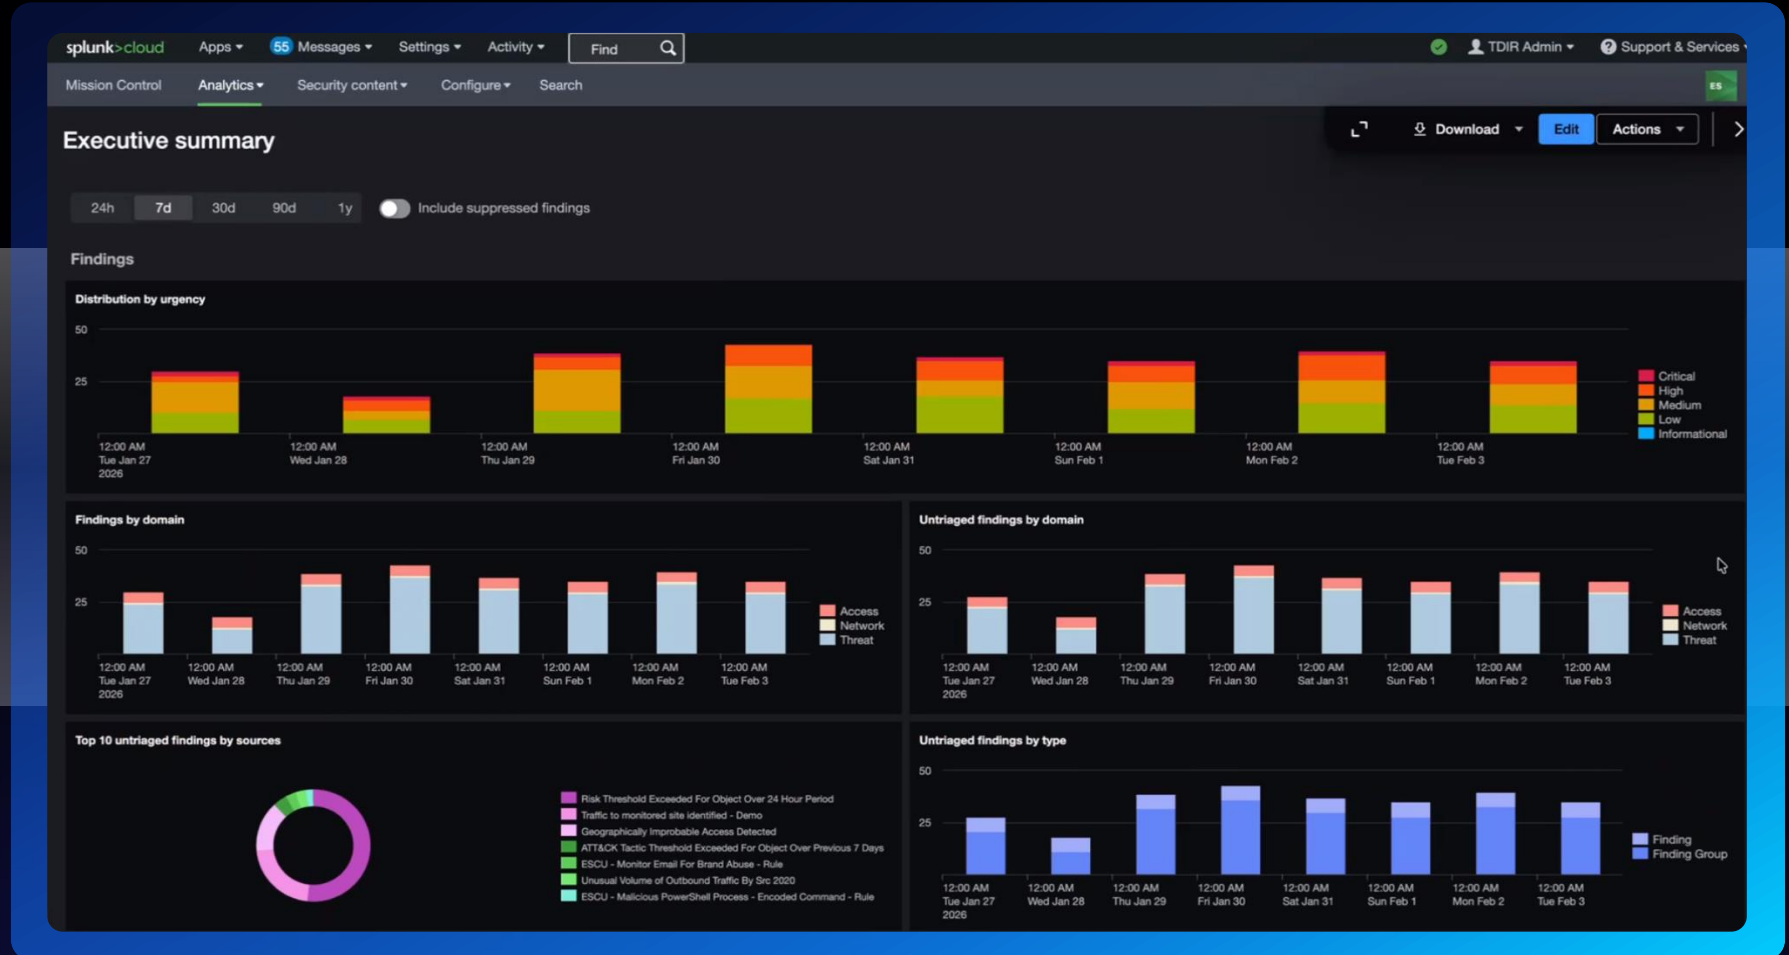 splunk>cloud Apps 55 Messages Settings Activity Find TDIR Admin Support & Services
Mission Control Analytics Security content Configure Search ES
Executive summary Download Edit Actions
24h 7d 30d 90d 1y Include suppressed findings
Findings
Distribution by urgency
50
25
Critical
High
Medium
Low
Informational
12:00 AM 12:00 AM 12:00 AM 12:00 AM 12:00 AM 12:00 AM 12:00 AM 12:00 AM
Tue Jan 27 Wed Jan 28 Thu Jan 29 Fri Jan 30 Sat Jan 31 Sun Feb 1 Mon Feb 2 Tue Feb 3
2026
Findings by domain
50
25
Access
Network
Threat
12:00 AM 12:00 AM 12:00 AM 12:00 AM 12:00 AM 12:00 AM 12:00 AM 12:00 AM
Tue Jan 27 Wed Jan 28 Thu Jan 29 Fri Jan 30 Sat Jan 31 Sun Feb 1 Mon Feb 2 Tue Feb 3
2026
Untriaged findings by domain
50
25
Access
Network
Threat
12:00 AM 12:00 AM 12:00 AM 12:00 AM 12:00 AM 12:00 AM 12:00 AM 12:00 AM
Tue Jan 27 Wed Jan 28 Thu Jan 29 Fri Jan 30 Sat Jan 31 Sun Feb 1 Mon Feb 2 Tue Feb 3
2026
Top 10 untriaged findings by sources
Risk Threshold Exceeded For Object Over 24 Hour Period
Traffic to monitored site identified - Demo
Geographically Improbable Access Detected
ATT&CK Tactic Threshold Exceeded For Object Over Previous 7 Days
ESCU - Monitor Email For Brand Abuse - Rule
Unusual Volume of Outbound Traffic By Src 2020
ESCU - Malicious PowerShell Process - Encoded Command - Rule
Untriaged findings by type
50
25
Finding
Finding Group
12:00 AM 12:00 AM 12:00 AM 12:00 AM 12:00 AM 12:00 AM 12:00 AM 12:00 AM
Tue Jan 27 Wed Jan 28 Thu Jan 29 Fri Jan 30 Sat Jan 31 Sun Feb 1 Mon Feb 2 Tue Feb 3
2026